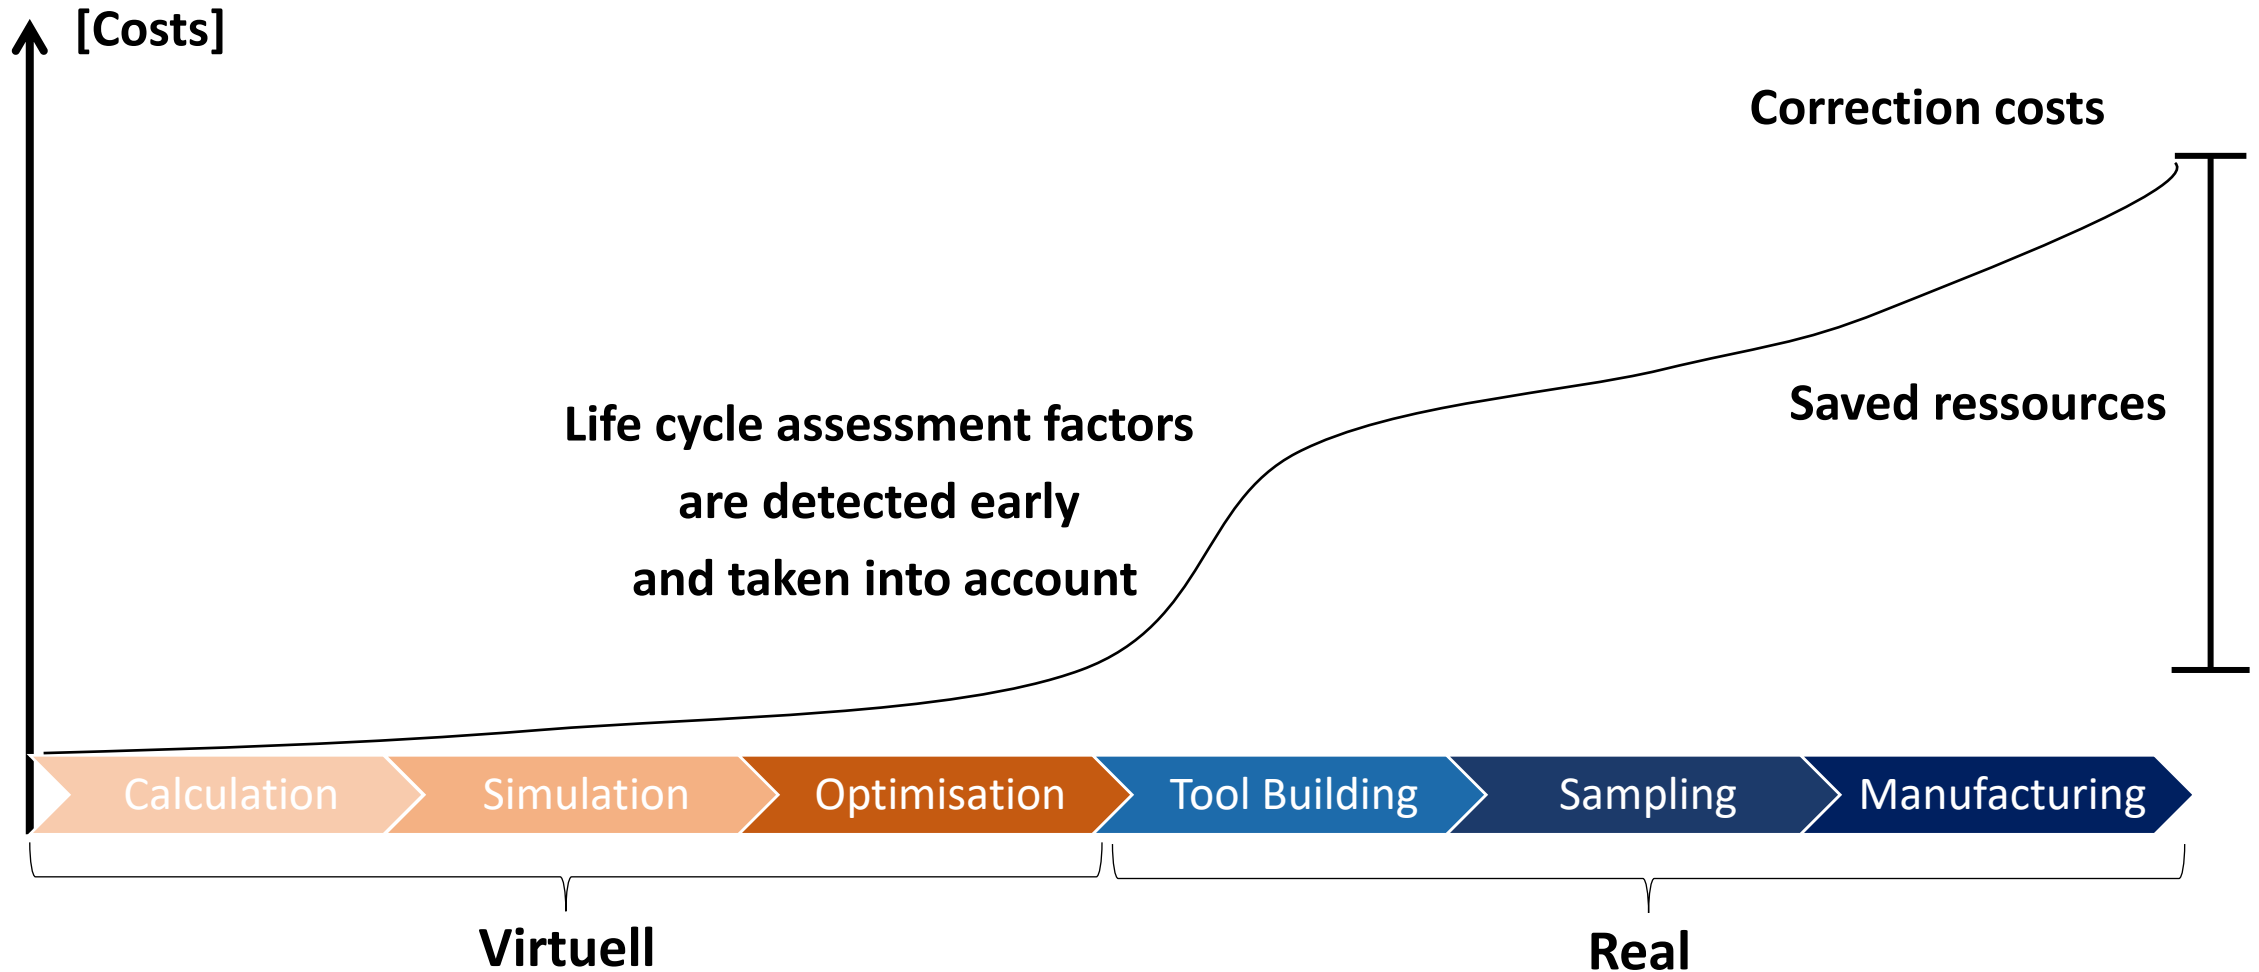 [Costs]
Correction costs
Saved ressources
Life cycle assessment factors
are detected early
and taken into account
Calculation
Simulation
Optimisation
Tool Building
Sampling
Manufacturing
Virtuell
Real